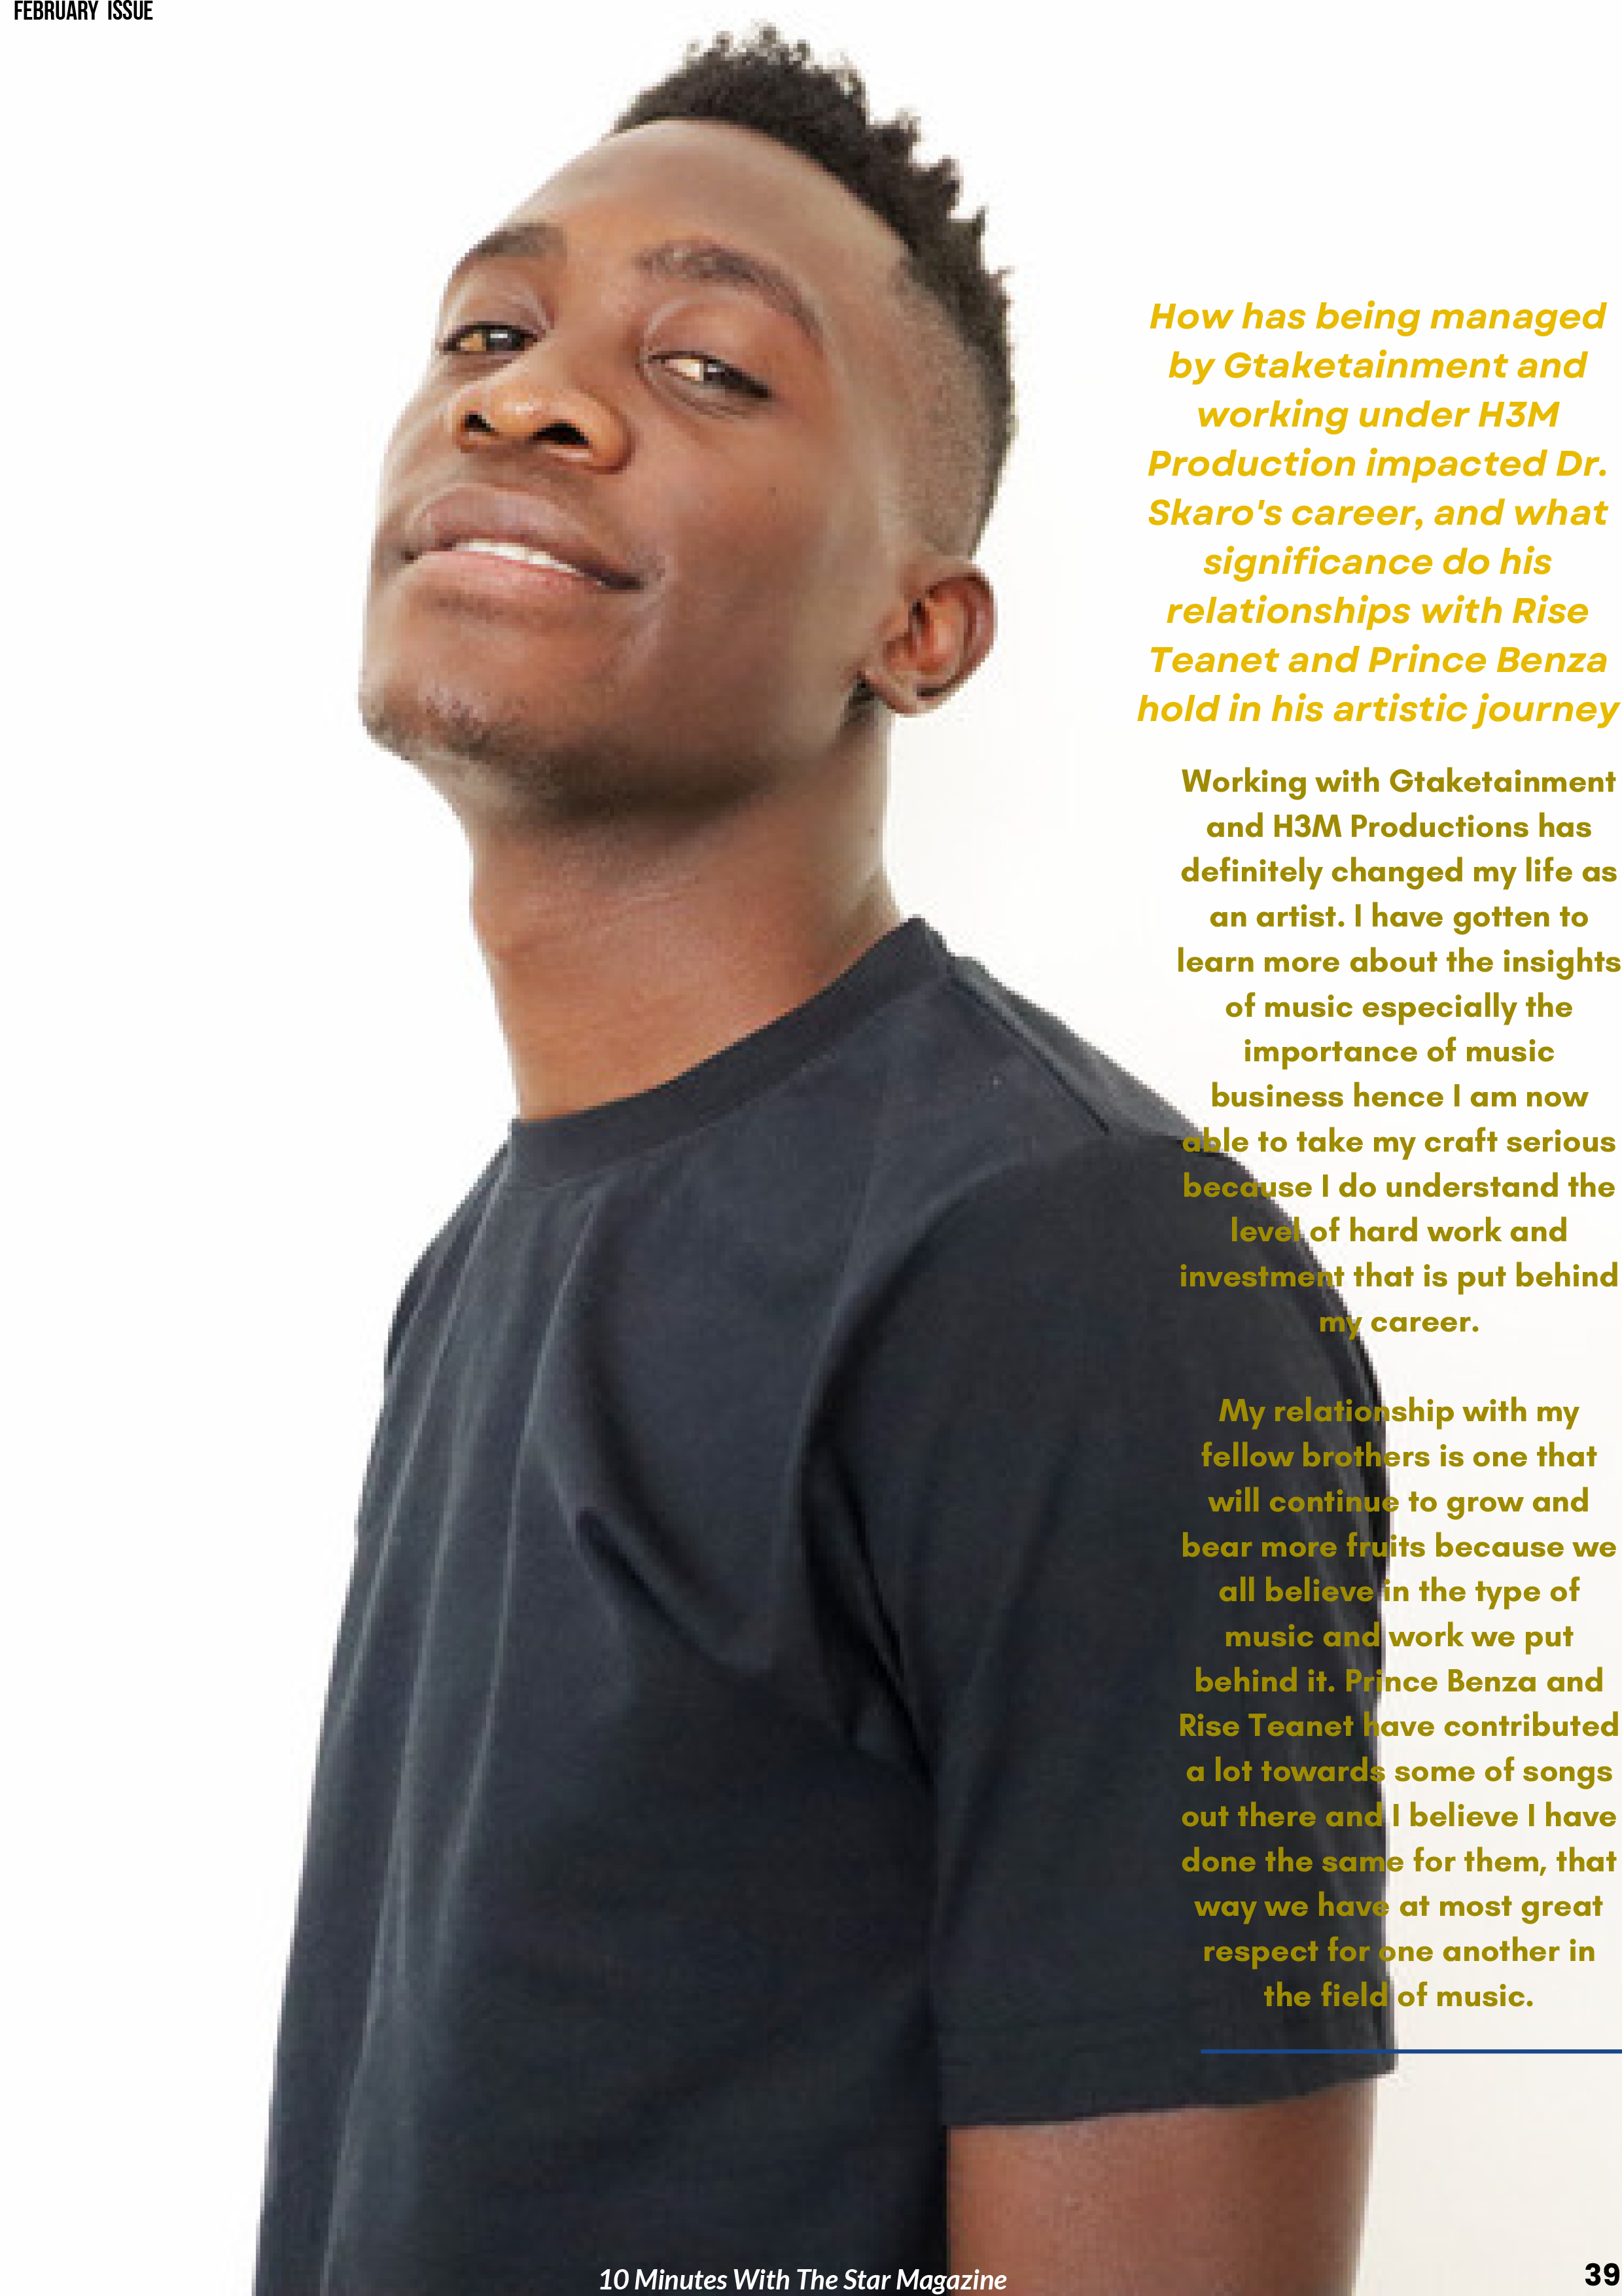 FEBRUARY ISSUE
How has being managed
by Gtaketainment and
working under H3M
Production impacted Dr.
Skaro's career, and what
significance do his
relationships with Rise
Teanet and Prince Benza
hold in his artistic journey
Working with Gtaketainment
and H3M Productions has
definitely changed my life as
an artist. I have gotten to
learn more about the insights
of music especially the
importance of music
business hence I am now
able to take my craft serious
because I do understand the
level of hard work and
investment that is put behind
my career.
My relationship with my
fellow brothers is one that
will continue to grow and
bear more fruits because we
all believe in the type of
music and work we put
behind it. Prince Benza and
Rise Teanet have contributed
a lot towards some of songs
out there and I believe I have
done the same for them, that
way we have at most great
respect for one another in
the field of music.
10 Minutes With The Star Magazine
39